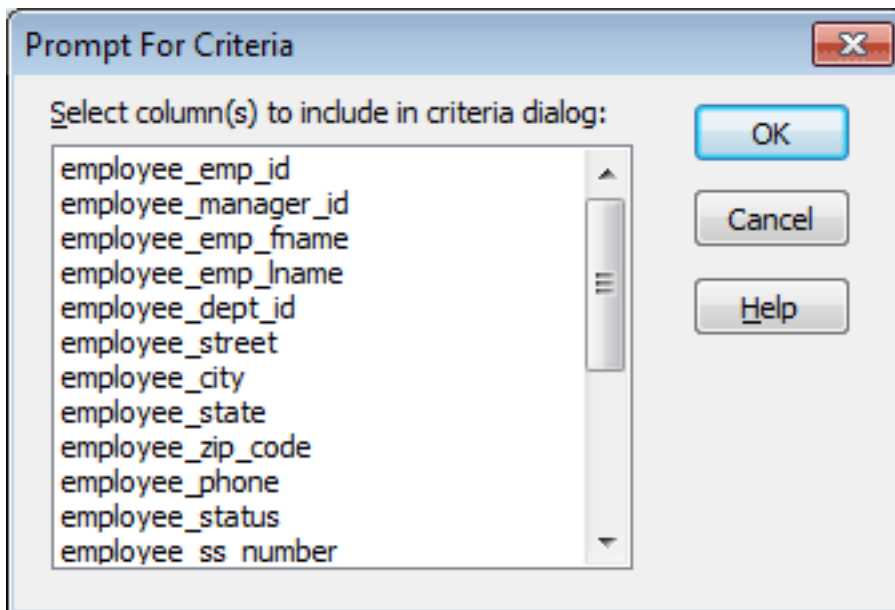 Prompt For Criteria
Select column(s) to include in criteria dialog:
employee_emp_id
employee_manager_id
employee_emp_fname
employee_emp_lname
employee_dept_id
employee_street
employee_city
employee_state
employee_zip_code
employee_phone
employee_status
employee_ss_number
OK
Cancel
Help